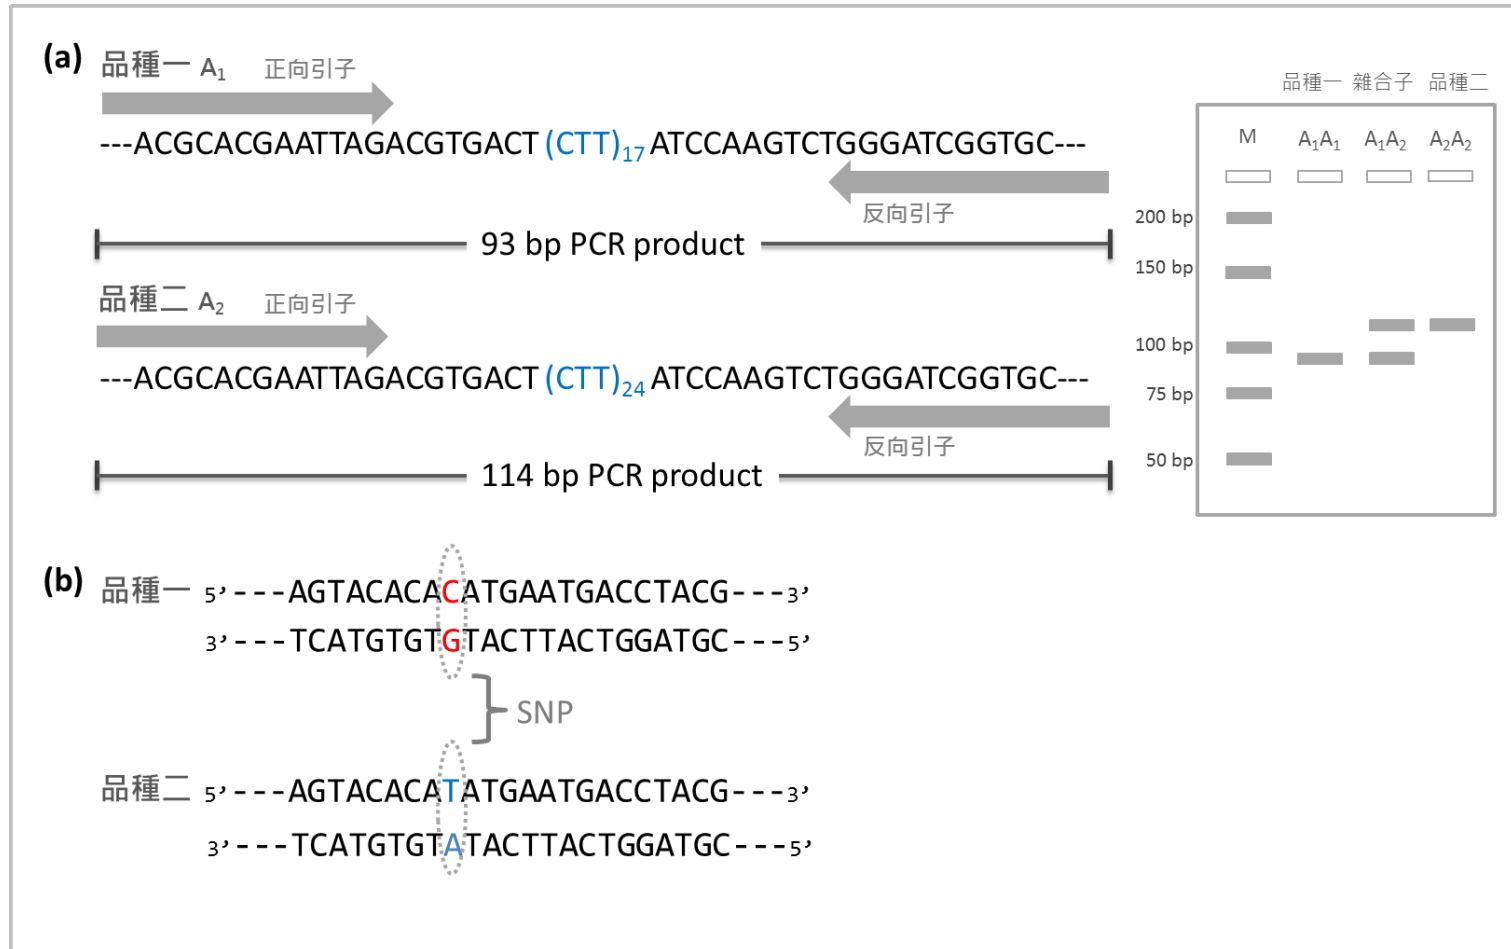 (a) 品種一 A₁ 正向引子
---ACGCACGAATTAGACGTGACT (CTT)₁₇ ATCCAAGTCTGGGATCGGTGC---
反向引子
93 bp PCR product
品種二 A₂ 正向引子
---ACGCACGAATTAGACGTGACT (CTT)₂₄ ATCCAAGTCTGGGATCGGTGC---
反向引子
114 bp PCR product
品種一 雜合子 品種二
M A₁A₁ A₁A₂ A₂A₂
200 bp
150 bp
100 bp
75 bp
50 bp
(b) 品種一 5’---AGTACACACATGAATGACCTACG---3’
3’---TCATGTGTGTACTTACTGGATGC---5’
SNP
品種二 5’---AGTACACATATGAATGACCTACG---3’
3’---TCATGTGTATACTTACTGGATGC---5’